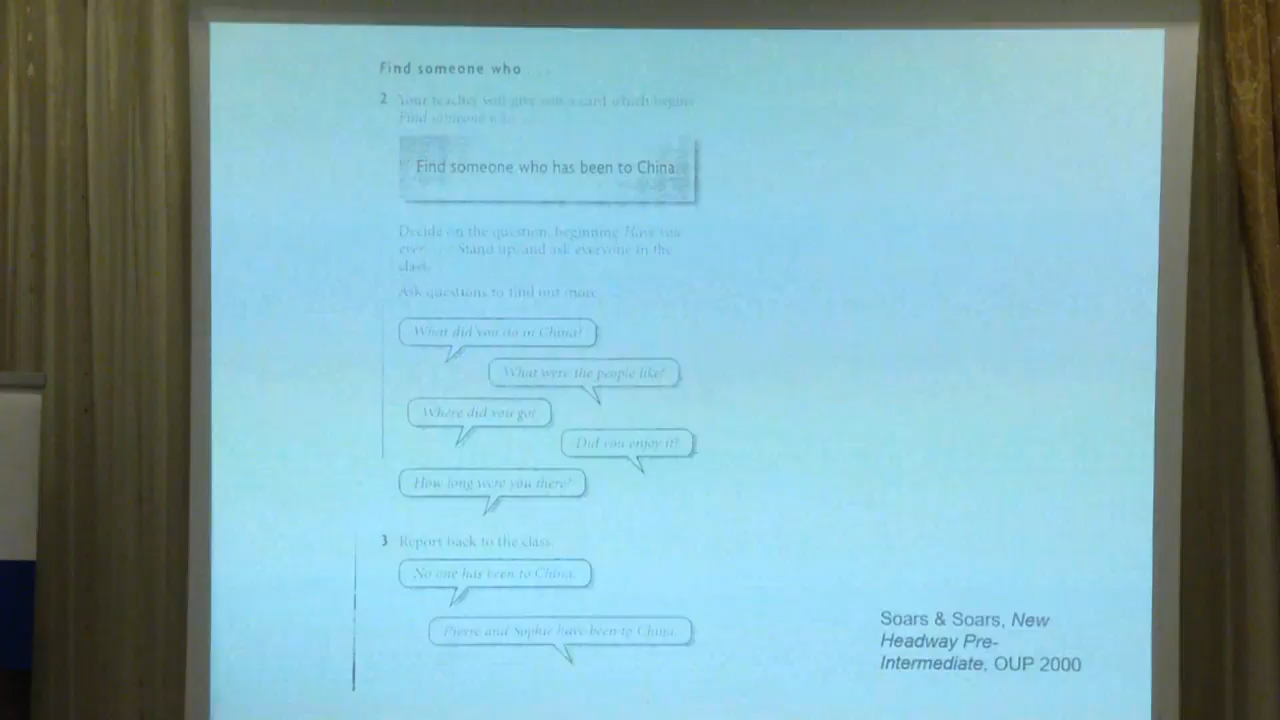 Find someone who ...
2 Your teacher will give you a card which begins
Find someone who ...
Find someone who has been to China.
Decide on the question, beginning Have you
ever . . . ? Stand up, and ask everyone in the
class.
Ask questions to find out more.
What did you do in China?
What were the people like?
Where did you go?
Did you enjoy it?
How long were you there?
3 Report back to the class.
No one has been to China.
Pierre and Sophie have been to China.
Soars & Soars, New
Headway Pre-
Intermediate, OUP 2000